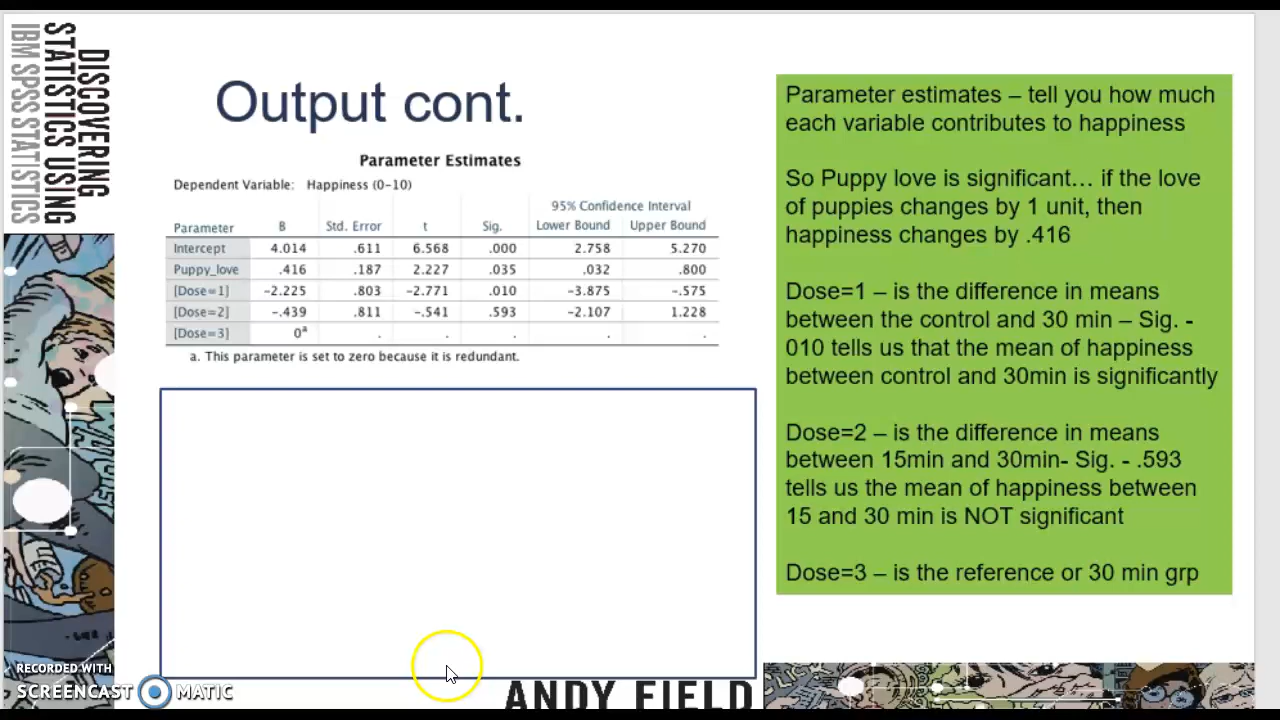 DISCOVERING
STATISTICS USING
IBM SPSS STATISTICS
Output cont.
Parameter Estimates
Dependent Variable: Happiness (0-10)
95% Confidence Interval
Parameter B Std. Error t Sig. Lower Bound Upper Bound
Intercept 4.014 .611 6.568 .000 2.758 5.270
Puppy_love .416 .187 2.227 .035 .032 .800
[Dose=1] -2.225 .803 -2.771 .010 -3.875 -.575
[Dose=2] -.439 .811 -.541 .593 -2.107 1.228
[Dose=3] 0a . . . . .
a. This parameter is set to zero because it is redundant.
Parameter estimates – tell you how much
each variable contributes to happiness
So Puppy love is significant… if the love
of puppies changes by 1 unit, then
happiness changes by .416
Dose=1 – is the difference in means
between the control and 30 min – Sig. -
010 tells us that the mean of happiness
between control and 30min is significantly
Dose=2 – is the difference in means
between 15min and 30min- Sig. - .593
tells us the mean of happiness between
15 and 30 min is NOT significant
Dose=3 – is the reference or 30 min grp
RECORDED WITH
SCREENCAST MATIC
ANDY FIELD